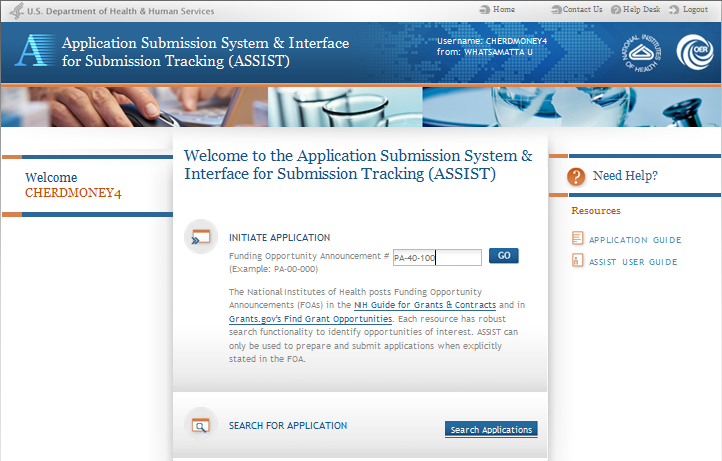 U.S. Department of Health & Human Services
Home
Contact Us
Help Desk
Logout
A
Application Submission System & Interface
for Submission Tracking (ASSIST)
Username: CHERDMONEY4
from: WHATSAMATTA U
NATIONAL INSTITUTES
OF HEALTH
OER
Welcome
CHERDMONEY4
Welcome to the Application Submission System &
Interface for Submission Tracking (ASSIST)
INITIATE APPLICATION
Funding Opportunity Announcement #
(Example: PA-00-000)
PA-40-100
GO
The National Institutes of Health posts Funding Opportunity
Announcements (FOAs) in the NIH Guide for Grants & Contracts and in
Grants.gov's Find Grant Opportunities. Each resource has robust
search functionality to identify opportunities of interest. ASSIST can
only be used to prepare and submit applications when explicitly
stated in the FOA.
SEARCH FOR APPLICATION
Search Applications
? Need Help?
Resources
APPLICATION GUIDE
ASSIST USER GUIDE